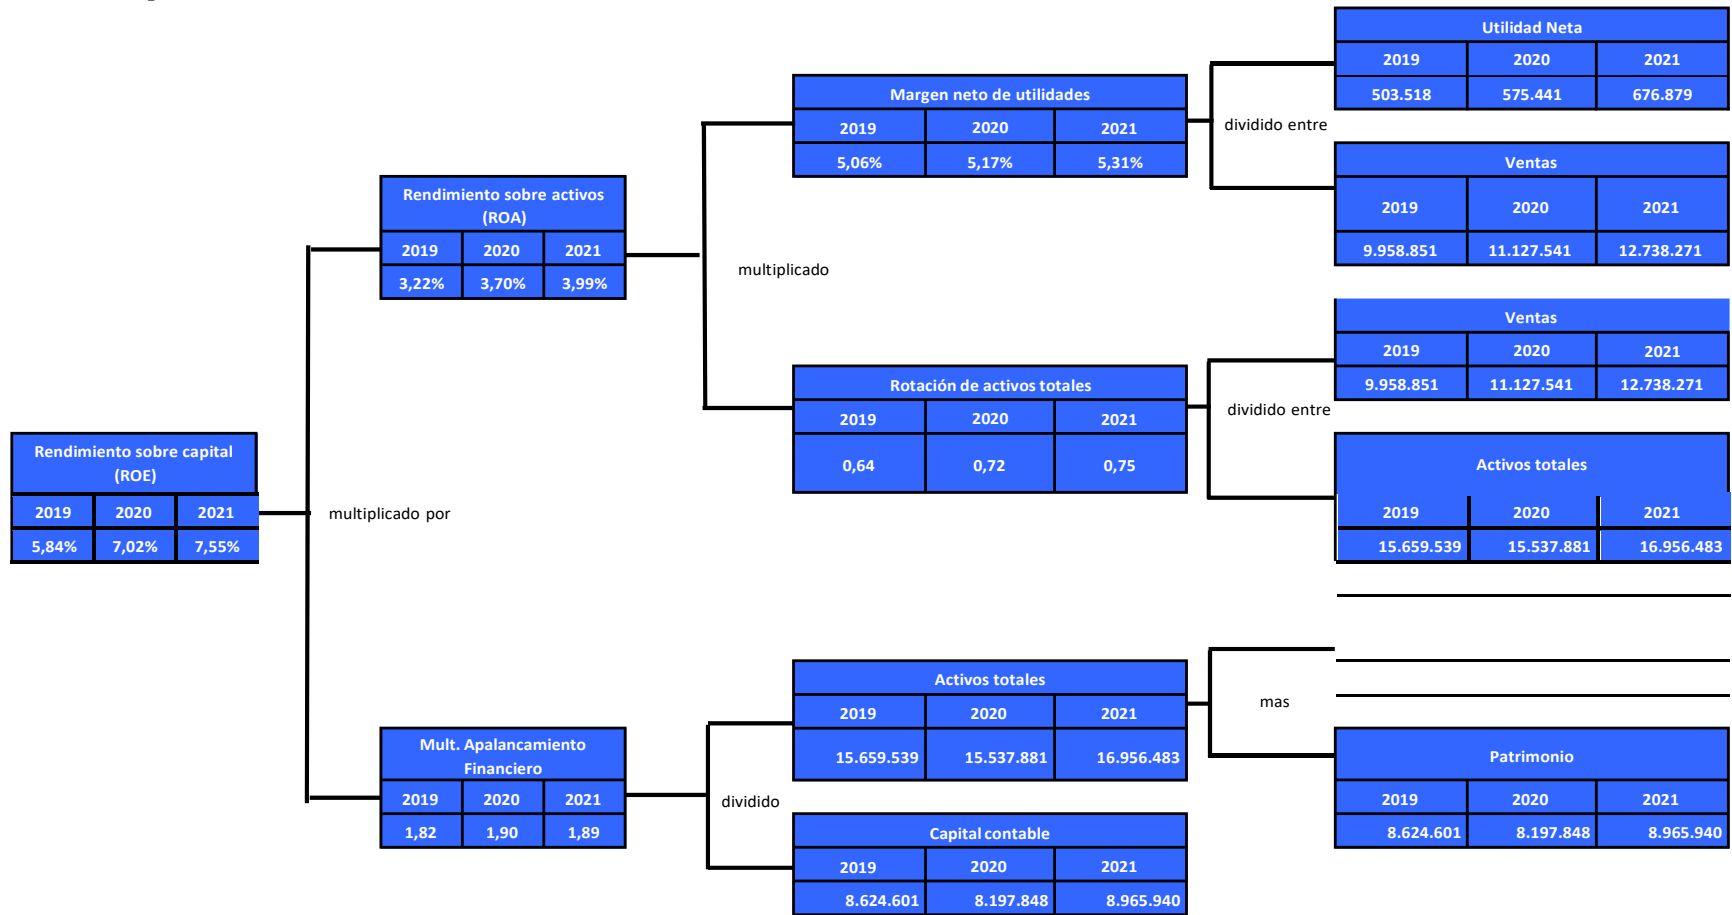 Utilidad Neta
2019 2020 2021
503.518 575.441 676.879
Margen neto de utilidades
2019 2020 2021
5,06% 5,17% 5,31%
dividido entre
Ventas
2019 2020 2021
9.958.851 11.127.541 12.738.271
Rendimiento sobre activos
(ROA)
2019 2020 2021
3,22% 3,70% 3,99%
multiplicado
Ventas
2019 2020 2021
9.958.851 11.127.541 12.738.271
Rotación de activos totales
2019 2020 2021
0,64 0,72 0,75
dividido entre
Activos totales
2019 2020 2021
15.659.539 15.537.881 16.956.483
Rendimiento sobre capital
(ROE)
2019 2020 2021
5,84% 7,02% 7,55%
multiplicado por
Activos totales
2019 2020 2021
15.659.539 15.537.881 16.956.483
mas
Patrimonio
2019 2020 2021
8.624.601 8.197.848 8.965.940
Mult. Apalancamiento
Financiero
2019 2020 2021
1,82 1,90 1,89
dividido
Capital contable
2019 2020 2021
8.624.601 8.197.848 8.965.940